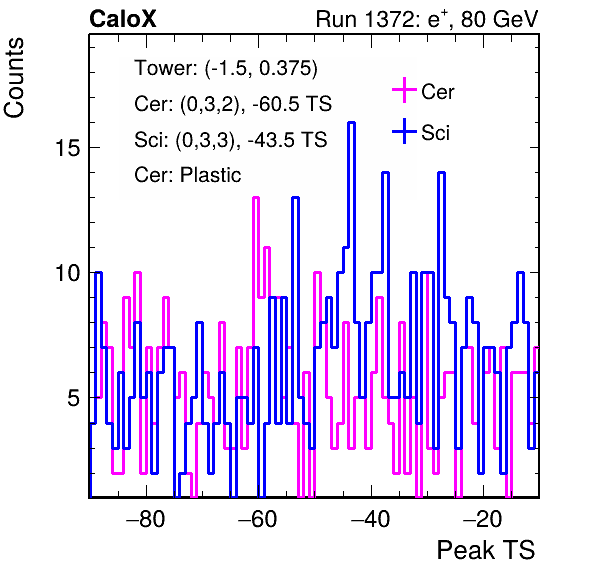 CaloX Run 1372: e⁺, 80 GeV
Counts
Tower: (-1.5, 0.375)
Cer: (0,3,2), -60.5 TS
Sci: (0,3,3), -43.5 TS
Cer: Plastic
Cer
Sci
15
10
5
−80 −60 −40 −20
Peak TS